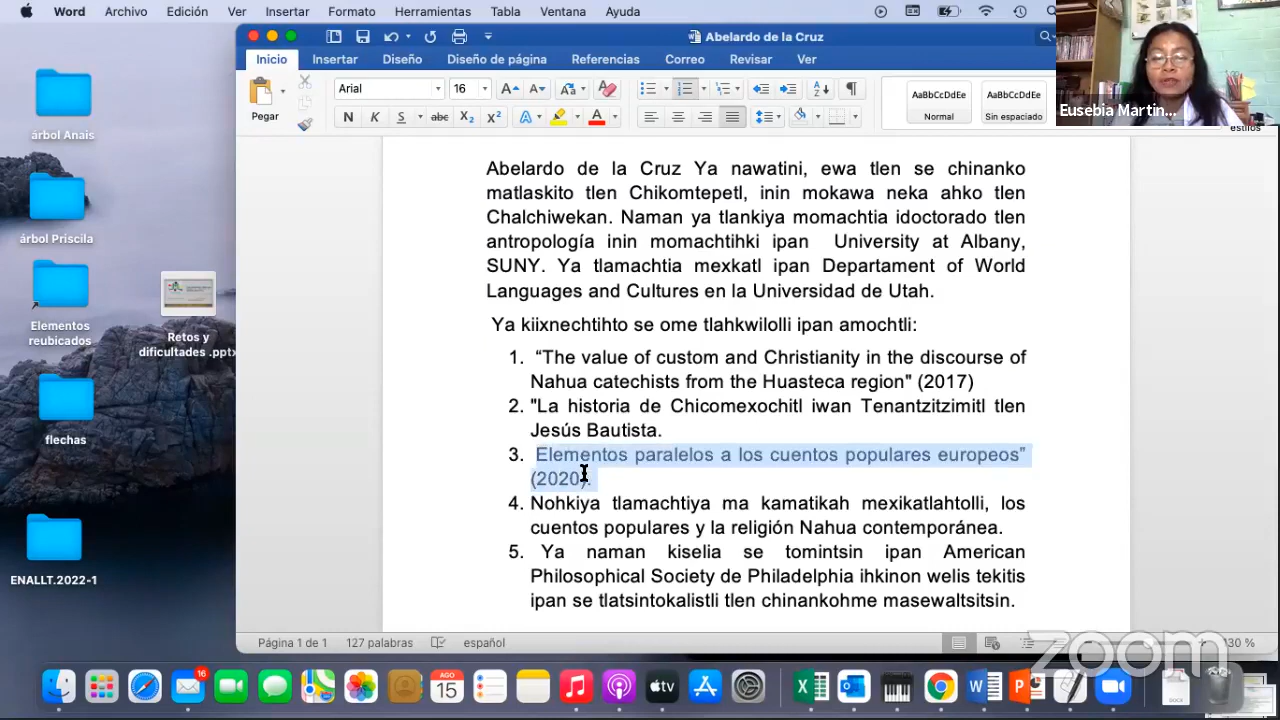 Word Archivo Edición Ver Insertar Formato Herramientas Tabla Ventana Ayuda
Abelardo de la Cruz
Inicio Insertar Diseño Diseño de página Referencias Correo Revisar Ver
Pegar
Arial 16
N K S abc X₂ X²
AaBbCcDdEe AaBbCcDdEe
Normal Sin espaciado
estilos
Eusebia Martin...
árbol Anais
árbol Priscila
Elementos
reubicados
Retos y
dificultades .pptx
flechas
ENALLT.2022-1
Abelardo de la Cruz Ya nawatini, ewa tlen se chinanko
matlaskito tlen Chikomtepetl, inin mokawa neka ahko tlen
Chalchiwekan. Naman ya tlankiya momachtia idoctorado tlen
antropología inin momachtihki ipan University at Albany,
SUNY. Ya tlamachtia mexkatl ipan Departament of World
Languages and Cultures en la Universidad de Utah.
Ya kiixnechtihto se ome tlahkwilolli ipan amochtli:
1. “The value of custom and Christianity in the discourse of
Nahua catechists from the Huasteca region" (2017)
2. "La historia de Chicomexochitl iwan Tenantzitzimitl tlen
Jesús Bautista.
3. Elementos paralelos a los cuentos populares europeos”
(2020).
4. Nohkiya tlamachtiya ma kamatikah mexikatlahtolli, los
cuentos populares y la religión Nahua contemporánea.
5. Ya naman kiselia se tomintsin ipan American
Philosophical Society de Philadelphia ihkinon welis tekitis
ipan se tlatsintokalistli tlen chinankohme masewaltsitsin.
Página 1 de 1 127 palabras español 130 %
zoom
16
AGO
15
tv